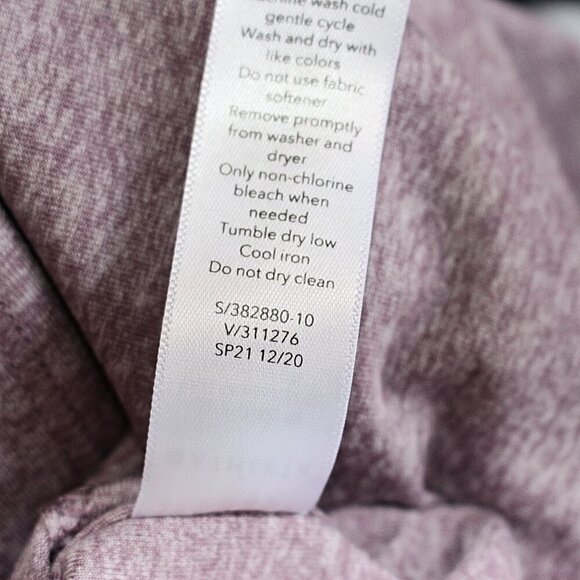 wash cold
gentle cycle
Wash and dry with
like colors
Do not use fabric
softener
Remove promptly
from washer and
dryer
Only non-chlorine
bleach when
needed
Tumble dry low
Cool iron
Do not dry clean
S/382880-10
V/311276
SP21 12/20